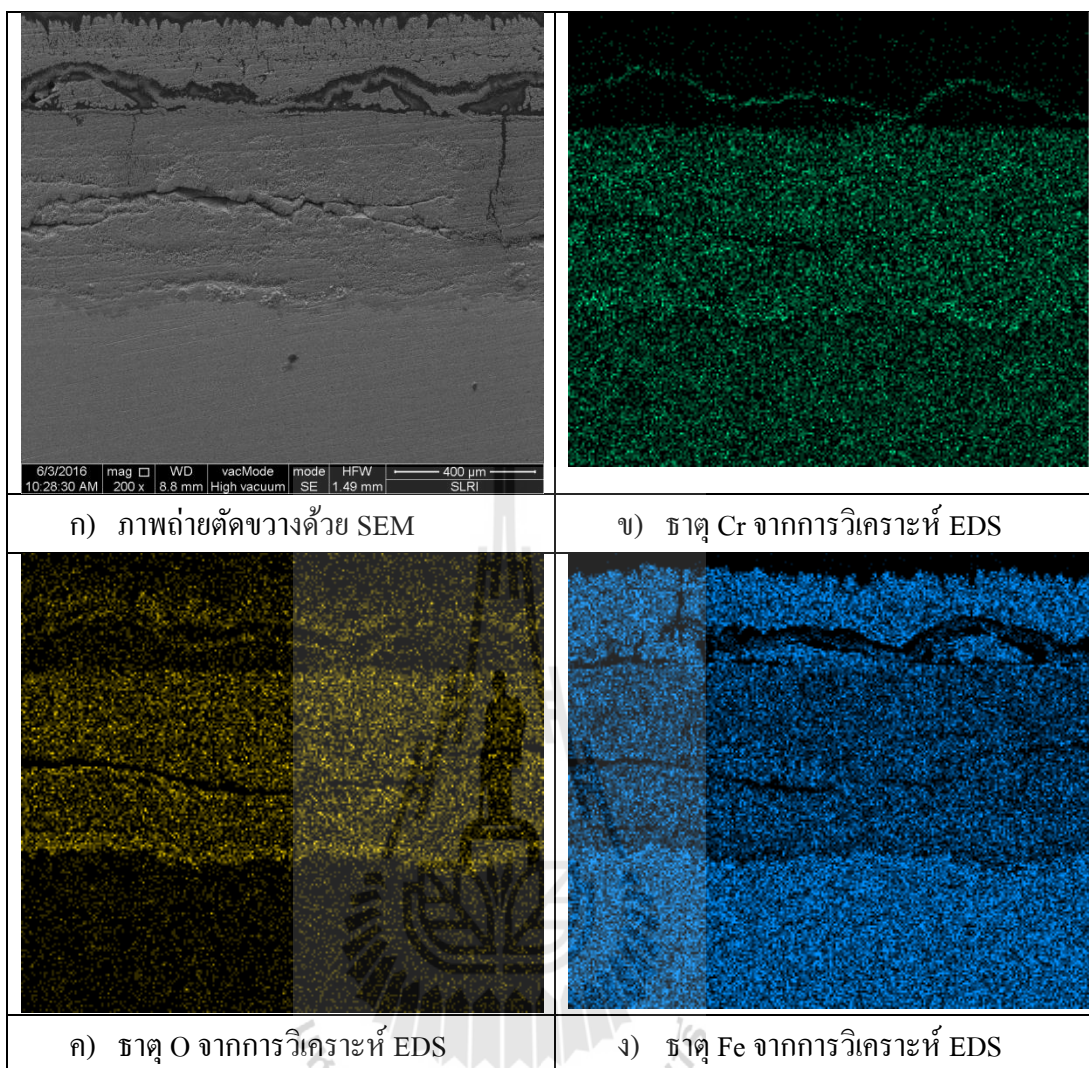 6/3/2016 mag □ WD vacMode mode HFW 400 µm
10:28:30 AM 200 x 8.8 mm High vacuum SE 1.49 mm SLRI
ก) ภาพถ่ายตัดขวางด้วย SEM
ข) ธาตุ Cr จากการวิเคราะห์ EDS
ค) ธาตุ O จากการวิเคราะห์ EDS
ง) ธาตุ Fe จากการวิเคราะห์ EDS